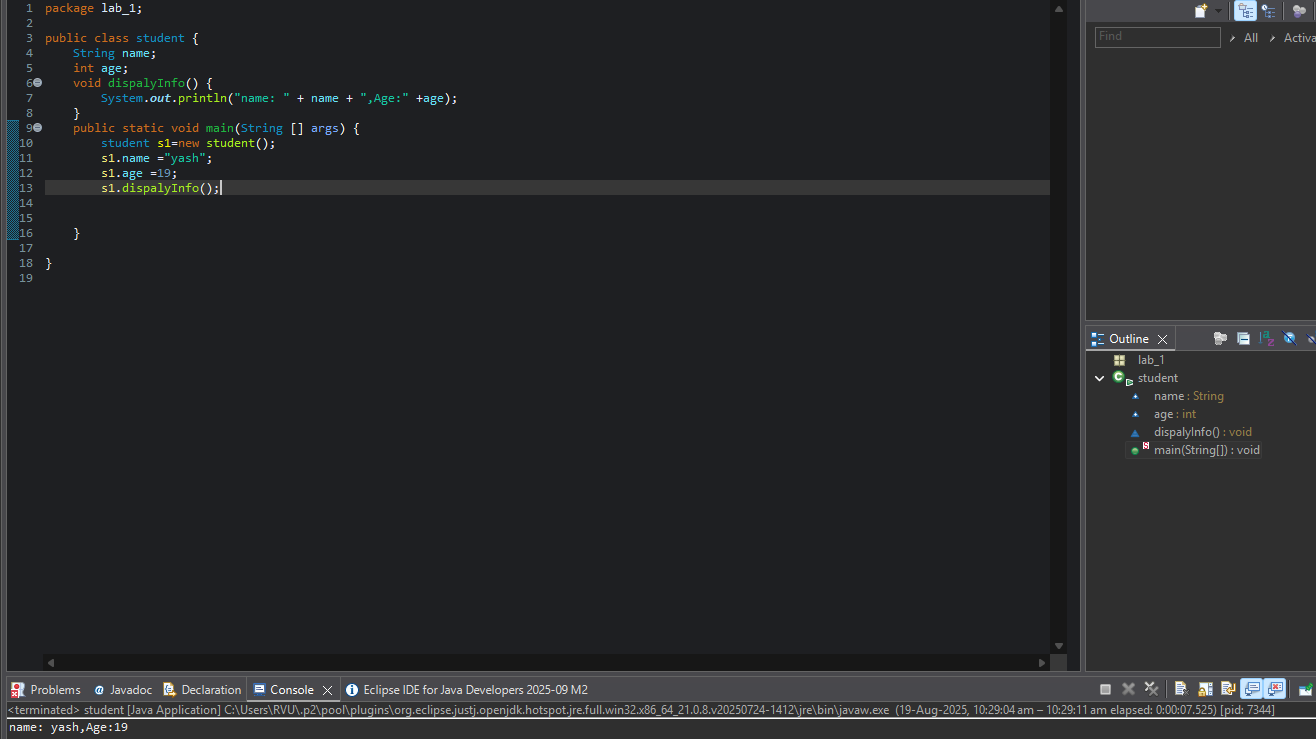 1 package lab_1;
2
3 public class student {
4 String name;
5 int age;
6 void dispalyInfo() {
7 System.out.println("name: " + name + ",Age:" +age);
8 }
9 public static void main(String [] args) {
10 student s1=new student();
11 s1.name ="yash";
12 s1.age =19;
13 s1.dispalyInfo();
14
15
16 }
17
18 }
19
Find
All
Activa
Outline
lab_1
student
name : String
age : int
dispalyInfo() : void
main(String[]) : void
Problems Javadoc Declaration Console Eclipse IDE for Java Developers 2025-09 M2
<terminated> student [Java Application] C:\Users\RVU\.p2\pool\plugins\org.eclipse.justj.openjdk.hotspot.jre.full.win32.x86_64_21.0.8.v20250724-1412\jre\bin\javaw.exe (19-Aug-2025, 10:29:04 am – 10:29:11 am elapsed: 0:00:07.525) [pid: 7344]
name: yash,Age:19